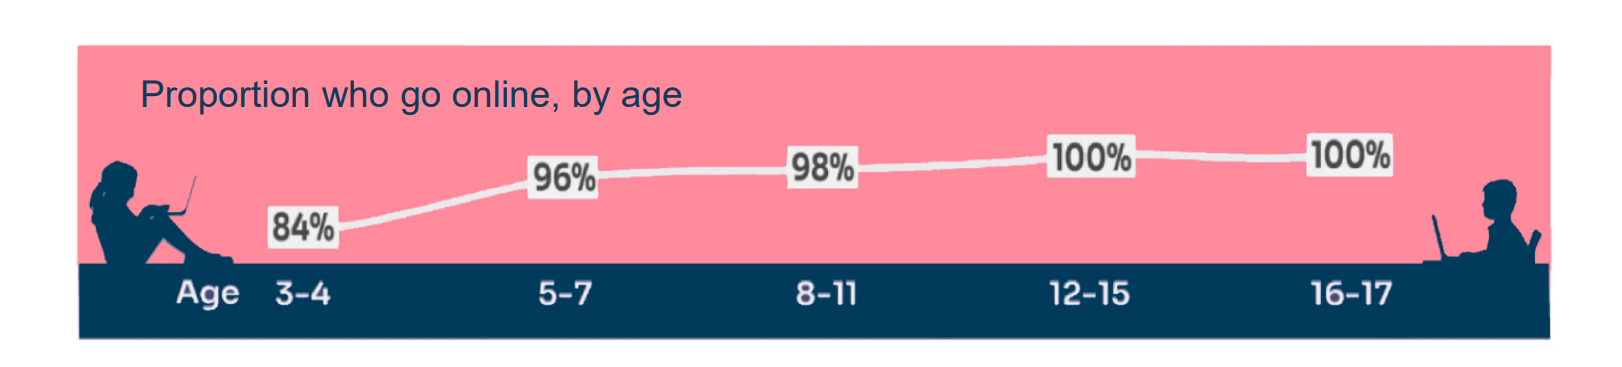 Proportion who go online, by age
84% 96% 98% 100% 100%
Age 3-4 5-7 8-11 12-15 16-17